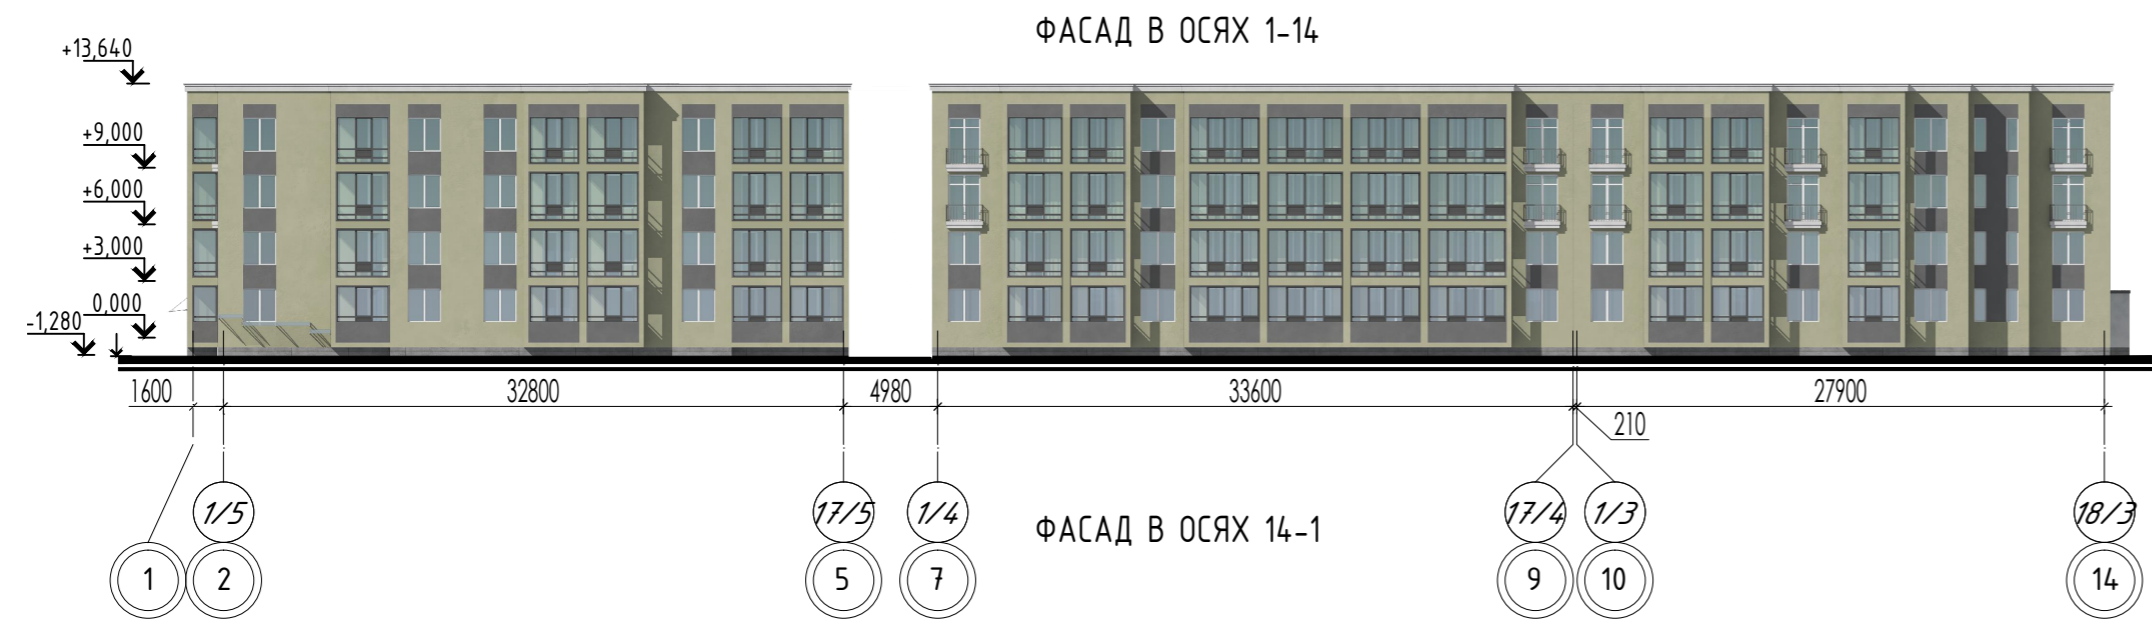 ФАСАД В ОСЯХ 1-14
+13,640
+9,000
+6,000
+3,000
0,000
-1,280
1600 32800 4980 33600 27900
210
1/5 17/5 1/4 17/4 1/3 18/3
ФАСАД В ОСЯХ 14-1
1 2 5 7 9 10 14